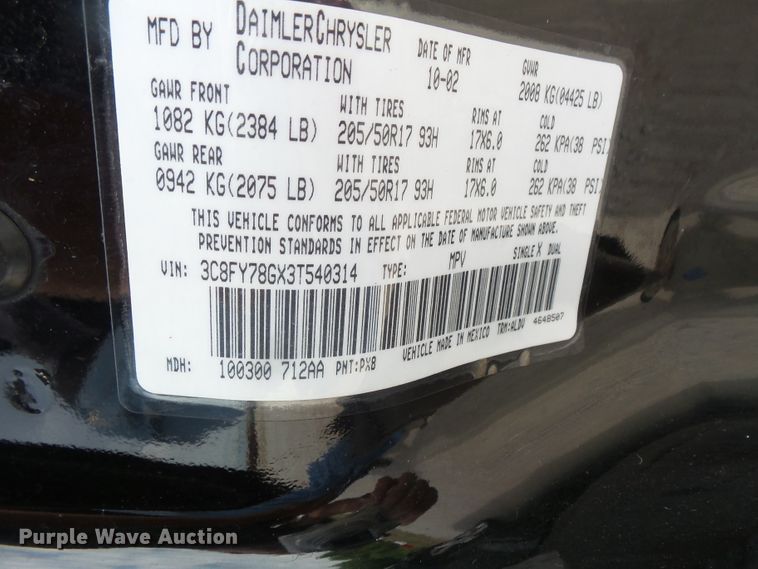 MFD BY DAIMLERCHRYSLER CORPORATION
DATE OF MFR 10-02
GVWR 2008 KG(04425 LB)
GAWR FRONT WITH TIRES RIMS AT COLD
1082 KG(2384 LB) 205/50R17 93H 17X6.0 262 KPA(38 PSI
GAWR REAR WITH TIRES RIMS AT COLD
0942 KG(2075 LB) 205/50R17 93H 17X6.0 262 KPA(38 PSI
THIS VEHICLE CONFORMS TO ALL APPLICABLE FEDERAL MOTOR VEHICLE SAFETY AND THEFT
PREVENTION STANDARDS IN EFFECT ON THE DATE OF MANUFACTURE SHOWN ABOVE.
VIN: 3C8FY78GX3T540314 TYPE: MPV SINGLE X DUAL
MDH: 100300 712AA PNT:PX8 VEHICLE MADE IN MEXICO TRM:ALDV 4648507
Purple Wave Auction